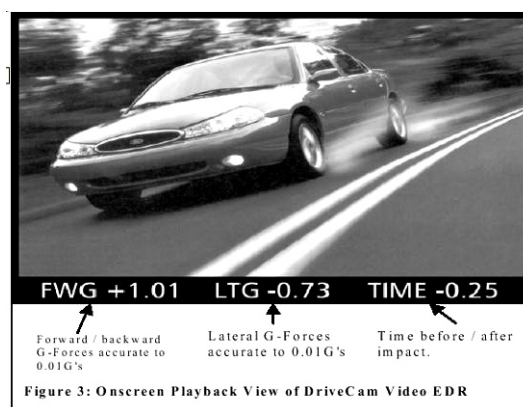 FWG +1.01 LTG -0.73 TIME -0.25
Forward / backward
G-Forces accurate to
0.01G's
Lateral G-Forces
accurate to 0.01G's
Time before / after
impact.
Figure 3: Onscreen Playback View of DriveCam Video EDR